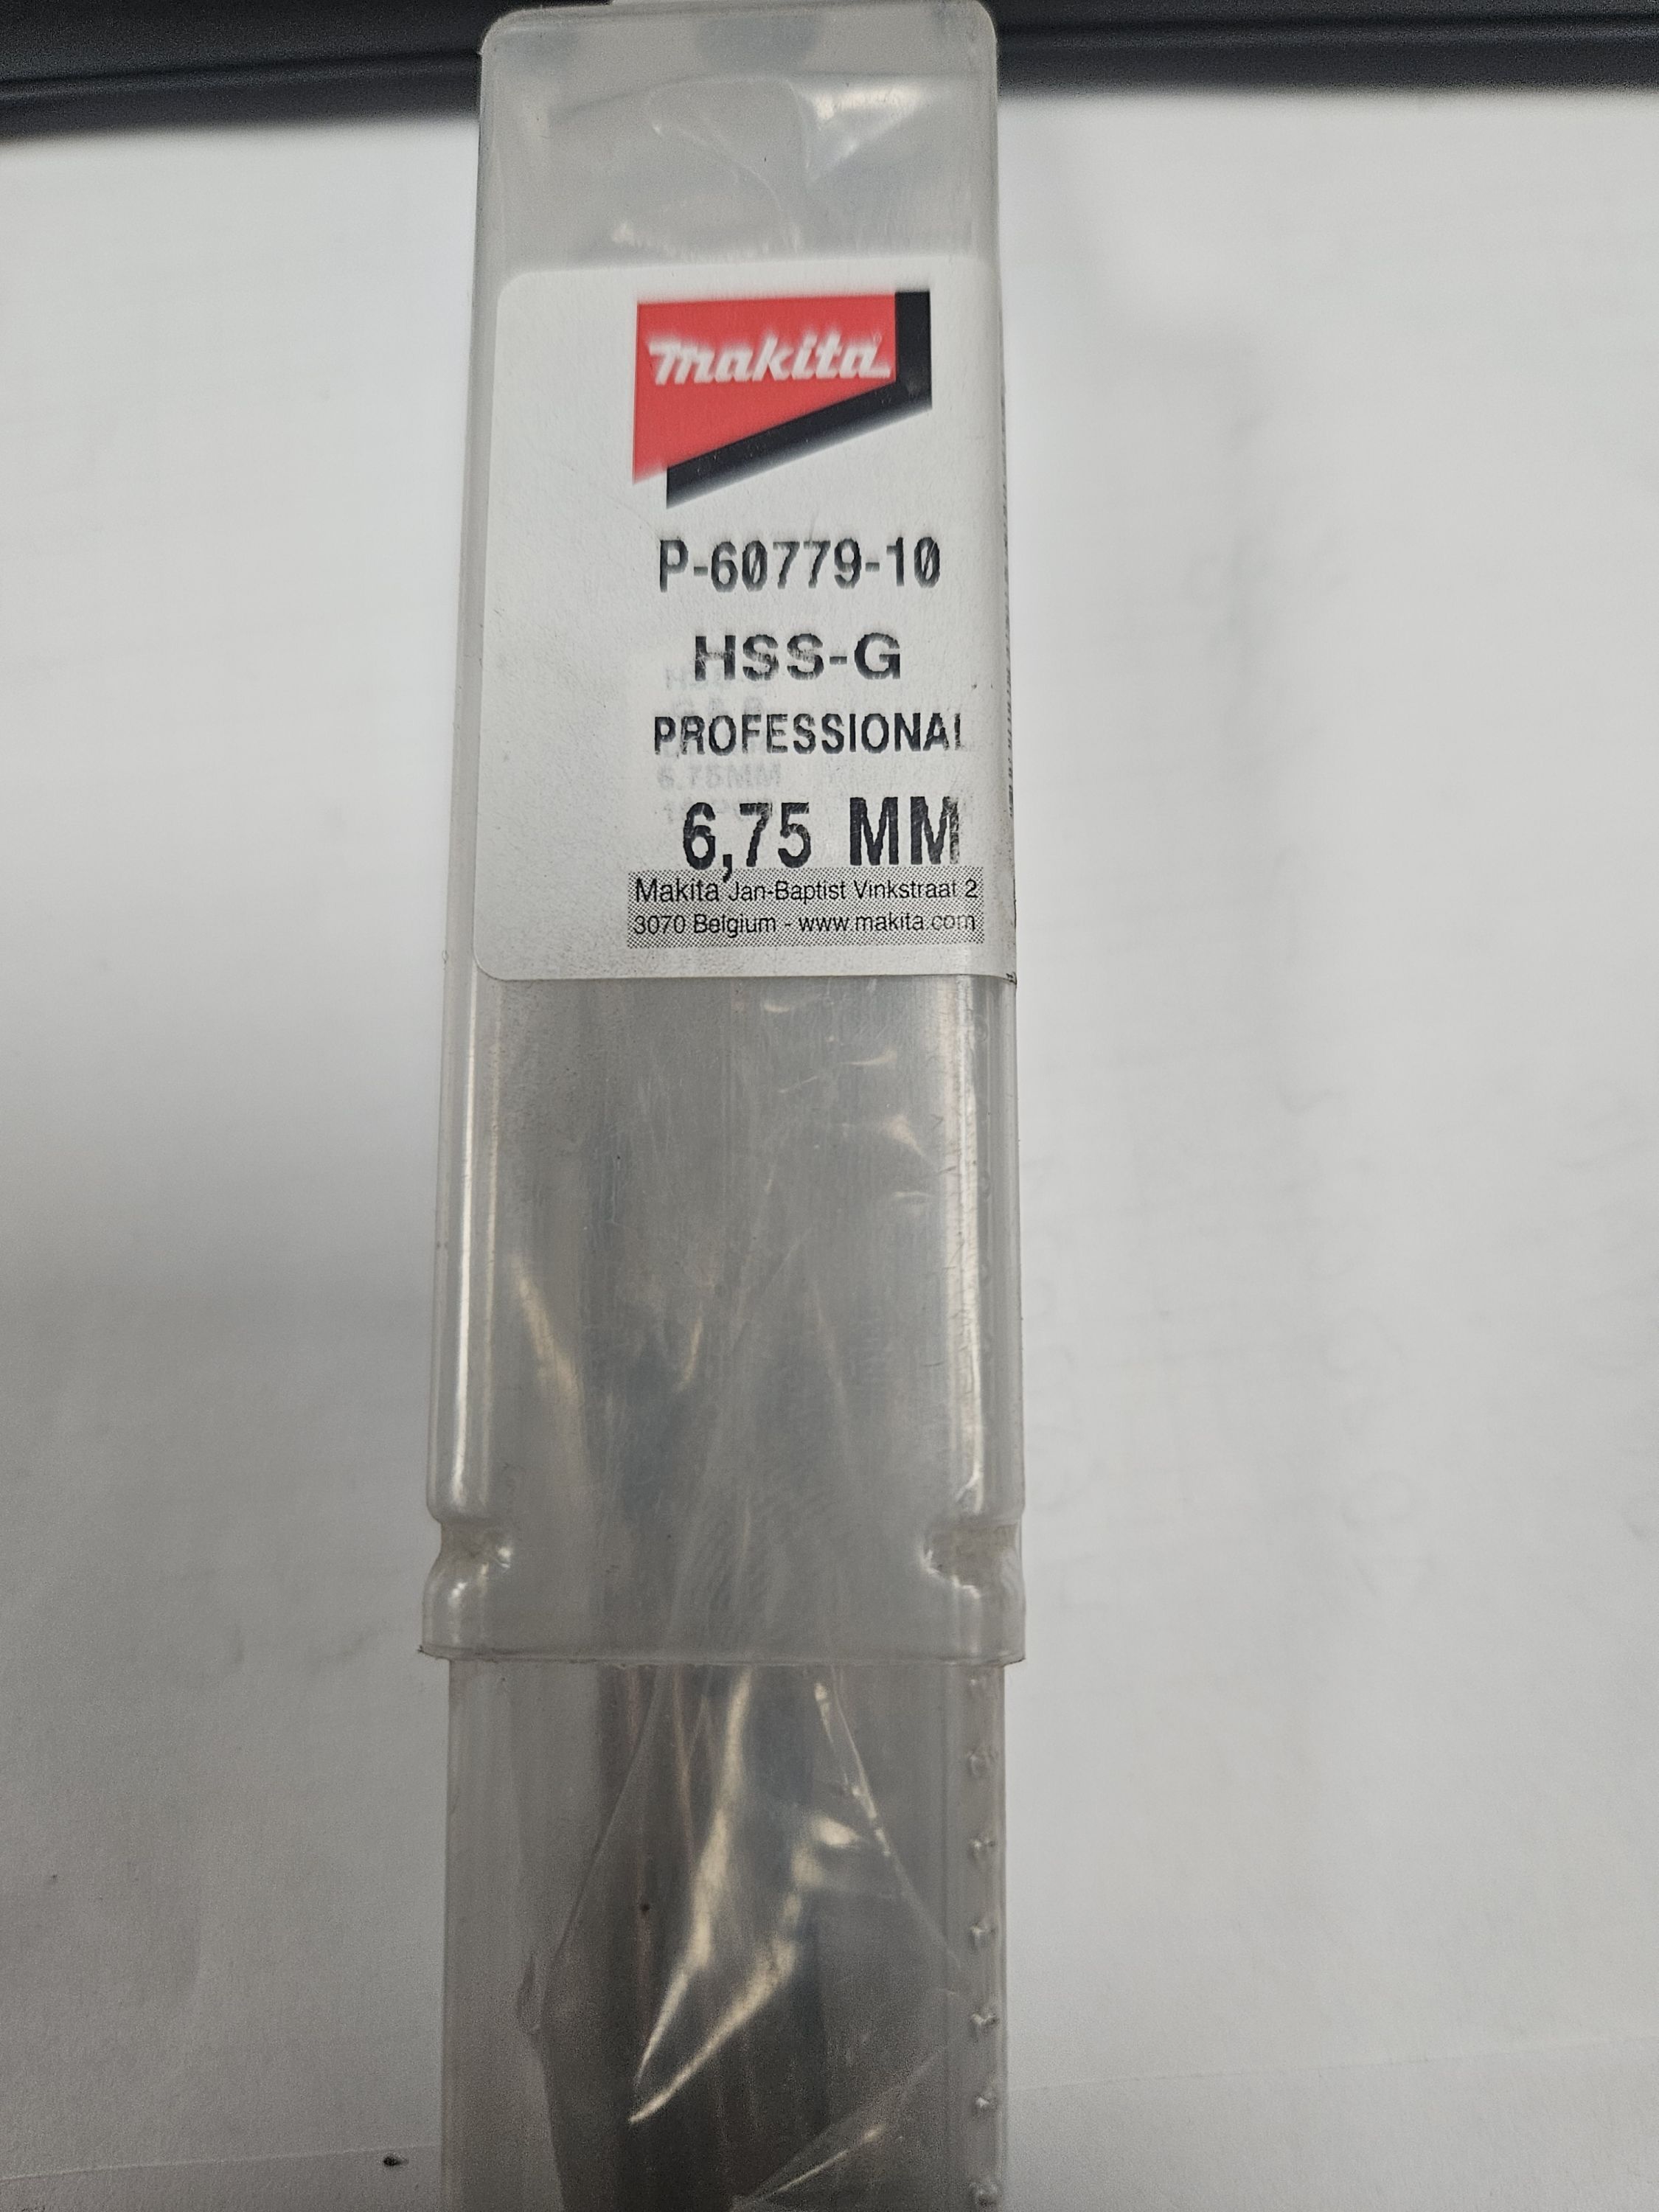 makita
P-60779-10
HSS-G
PROFESSIONAL
6,75 MM
Makita Jan-Baptist Vinkstraat 2
3070 Belgium - www.makita.com